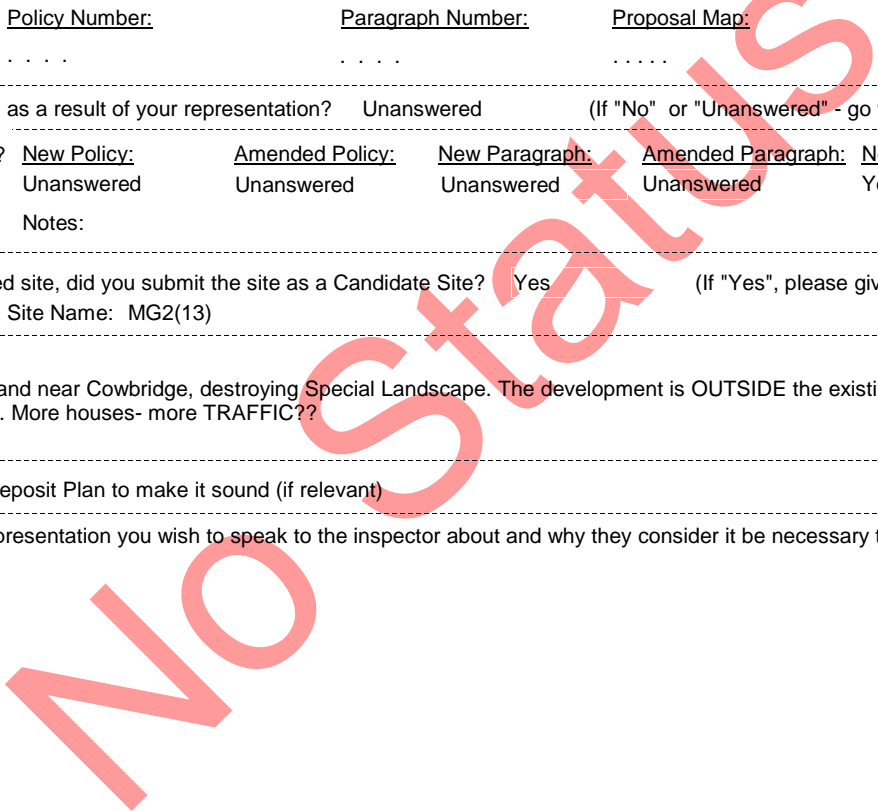 Policy Number: Paragraph Number: Proposal Map:
. . . . . . . . . . . . .
as a result of your representation? Unanswered (If "No" or "Unanswered" - go
? New Policy: Amended Policy: New Paragraph: Amended Paragraph:
Unanswered Unanswered Unanswered Unanswered
Notes:
ed site, did you submit the site as a Candidate Site? Yes (If "Yes", please giv
Site Name: MG2(13)
and near Cowbridge, destroying Special Landscape. The development is OUTSIDE the existi
. More houses- more TRAFFIC??
eposit Plan to make it sound (if relevant)
presentation you wish to speak to the inspector about and why they consider it be necessary
No Status